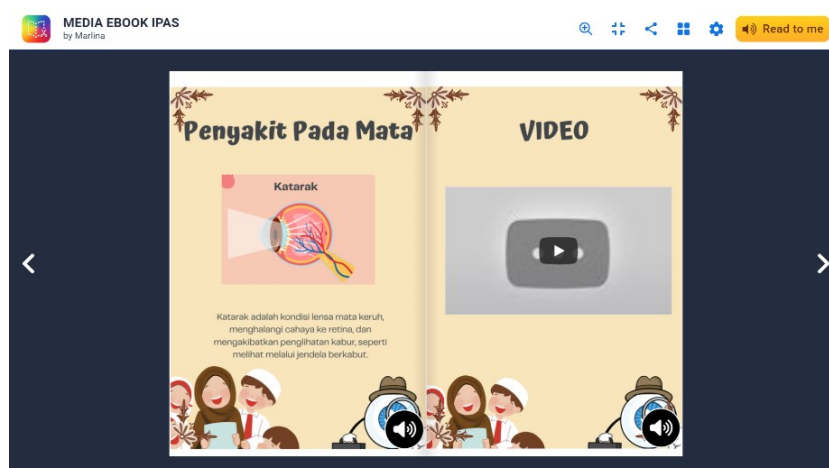 MEDIA EBOOK IPAS
by Marlina
Read to me
Penyakit Pada Mata
Katarak
Katarak adalah kondisi lensa mata keruh,
menghalangi cahaya ke retina, dan
mengakibatkan penglihatan kabur, seperti
melihat melalui jendela berkabut.
VIDEO